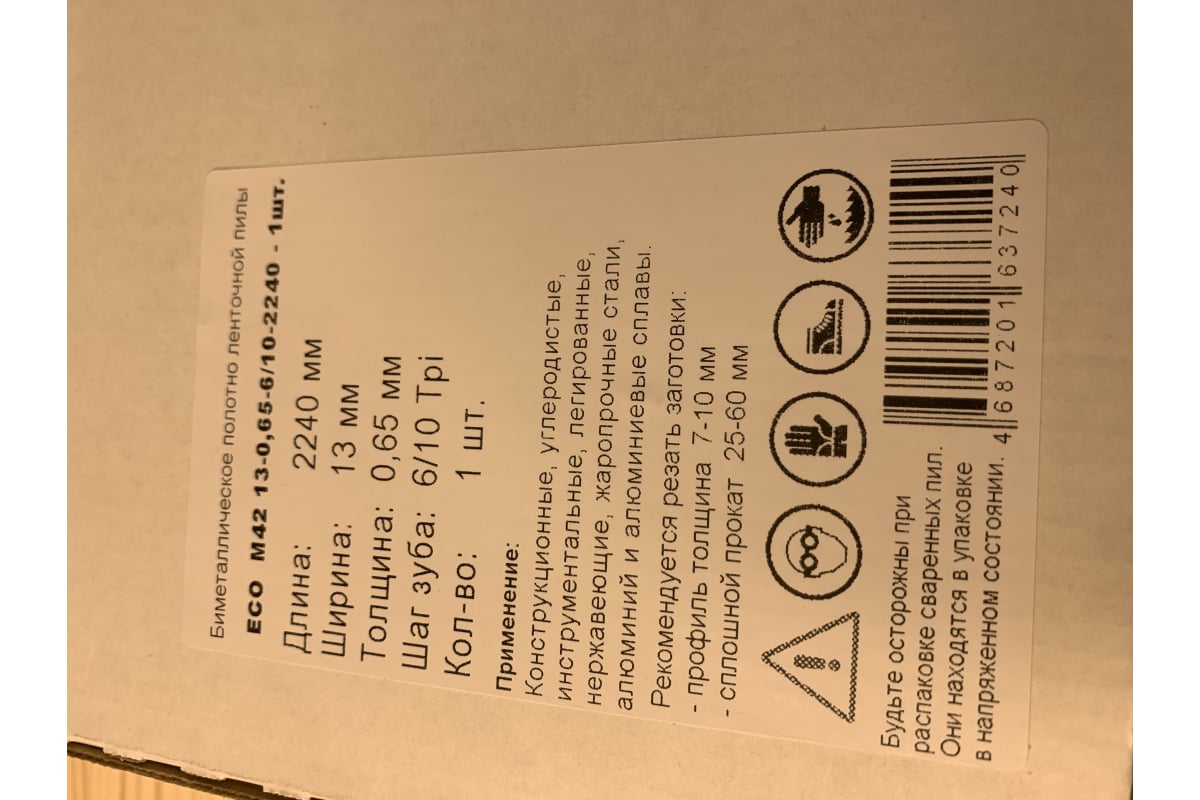 Биметаллическое полотно ленточной пилы
ECO M42 13-0,65-6/10-2240 - 1шт.
Длина: 2240 мм
Ширина: 13 мм
Толщина: 0,65 мм
Шаг зуба: 6/10 Tpi
Кол-во: 1 шт.
Применение:
Конструкционные, углеродистые,
инструментальные, легированные,
нержавеющие, жаропрочные стали,
алюминий и алюминиевые сплавы.
Рекомендуется резать заготовки:
- профиль толщина 7-10 мм
- сплошной прокат 25-60 мм
Будьте осторожны при
распаковке сваренных пил.
Они находятся в упаковке
в напряженном состоянии.
4 687201 637240